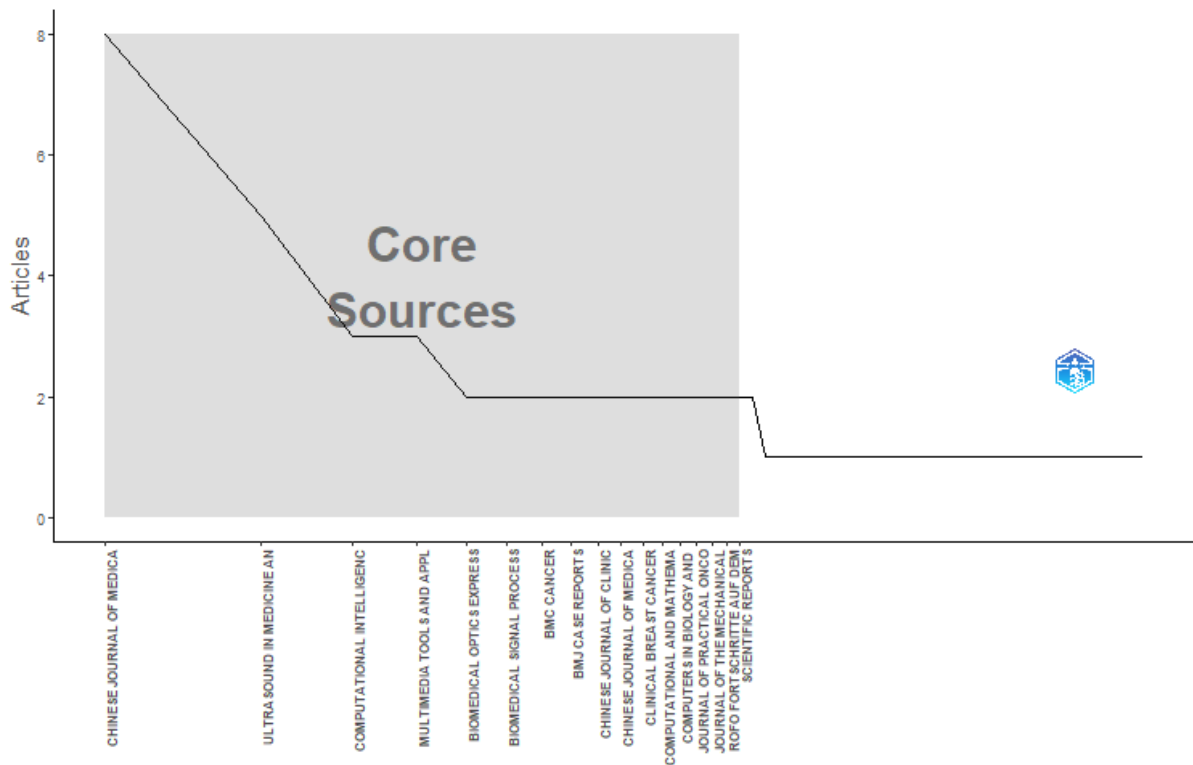 8
6
4
2
0
Articles
Core
Sources
CHINESE JOURNAL OF MEDICA
ULTRASOUND IN MEDICINE AN
COMPUTATIONAL INTELLIGENC
MULTIMEDIA TOOLS AND APPL
BIOMEDICAL OPTICS EXPRESS
BIOMEDICAL SIGNAL PROCESS
BMC CANCER
BMJ CASE REPORTS
CHINESE JOURNAL OF CLINIC
CHINESE JOURNAL OF MEDICA
CLINICAL BREAST CANCER
COMPUTATIONAL AND MATHEMA
COMPUTERS IN BIOLOGY AND
JOURNAL OF PRACTICAL ONCO
JOURNAL OF THE MECHANICAL
ROFO FORTSCHRITTE AUF DEM
SCIENTIFIC REPORTS